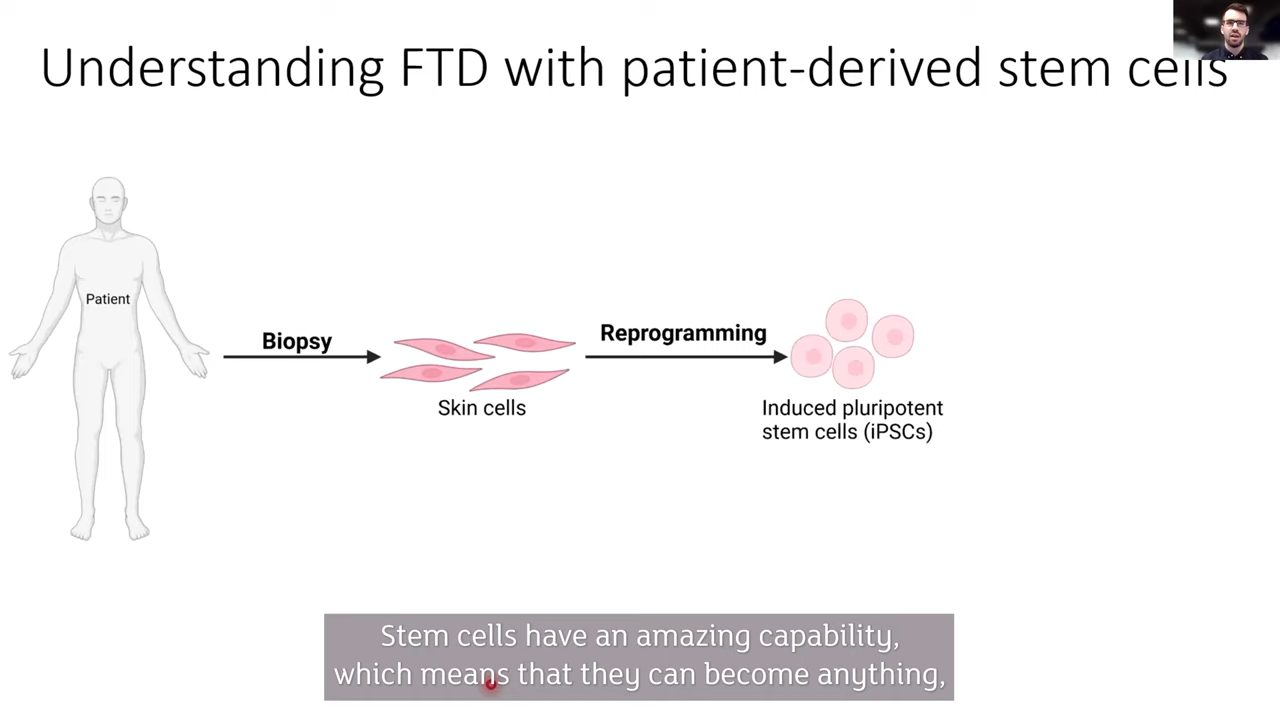 Understanding FTD with patient-derived stem cells
Patient
Biopsy
Skin cells
Reprogramming
Induced pluripotent
stem cells (iPSCs)
Stem cells have an amazing capability,
which means that they can become anything,